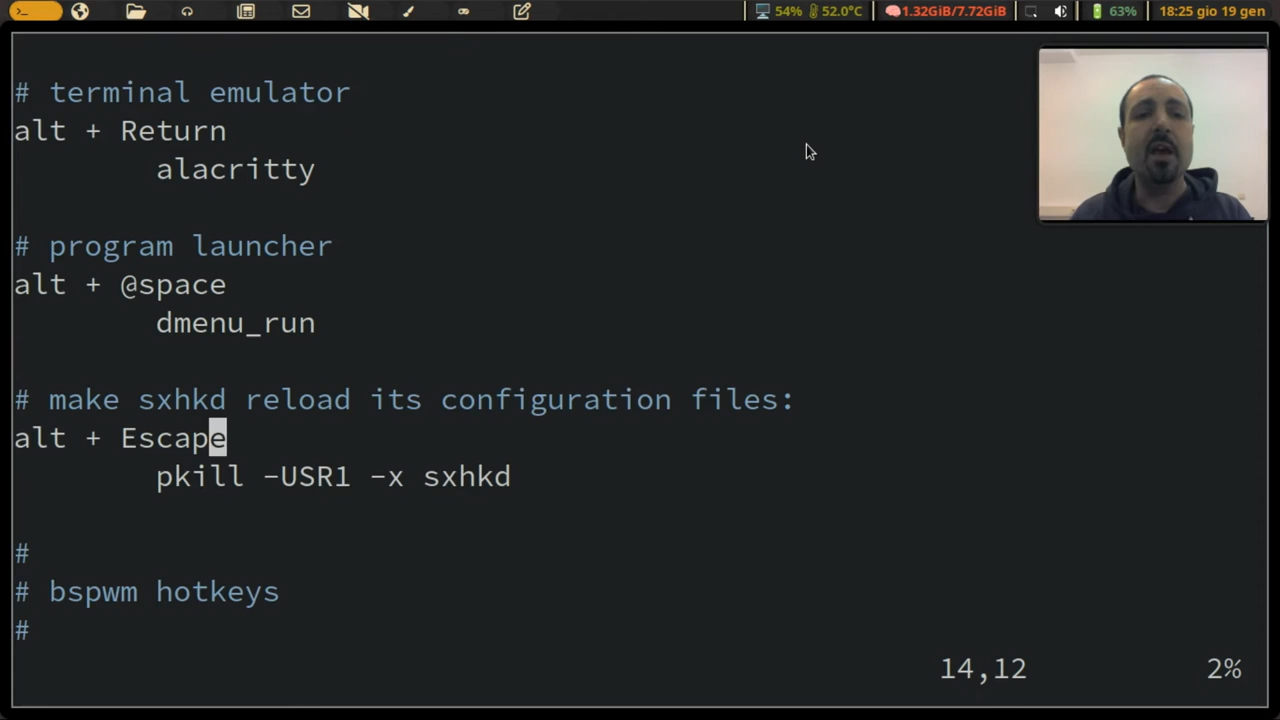 54% 52.0°C 1.32GiB/7.72GiB 63% 18:25 gio 19 gen
# terminal emulator
alt + Return
alacritty
# program launcher
alt + @space
dmenu_run
# make sxhkd reload its configuration files:
alt + Escape
pkill -USR1 -x sxhkd
#
# bspwm hotkeys
#
14,12 2%